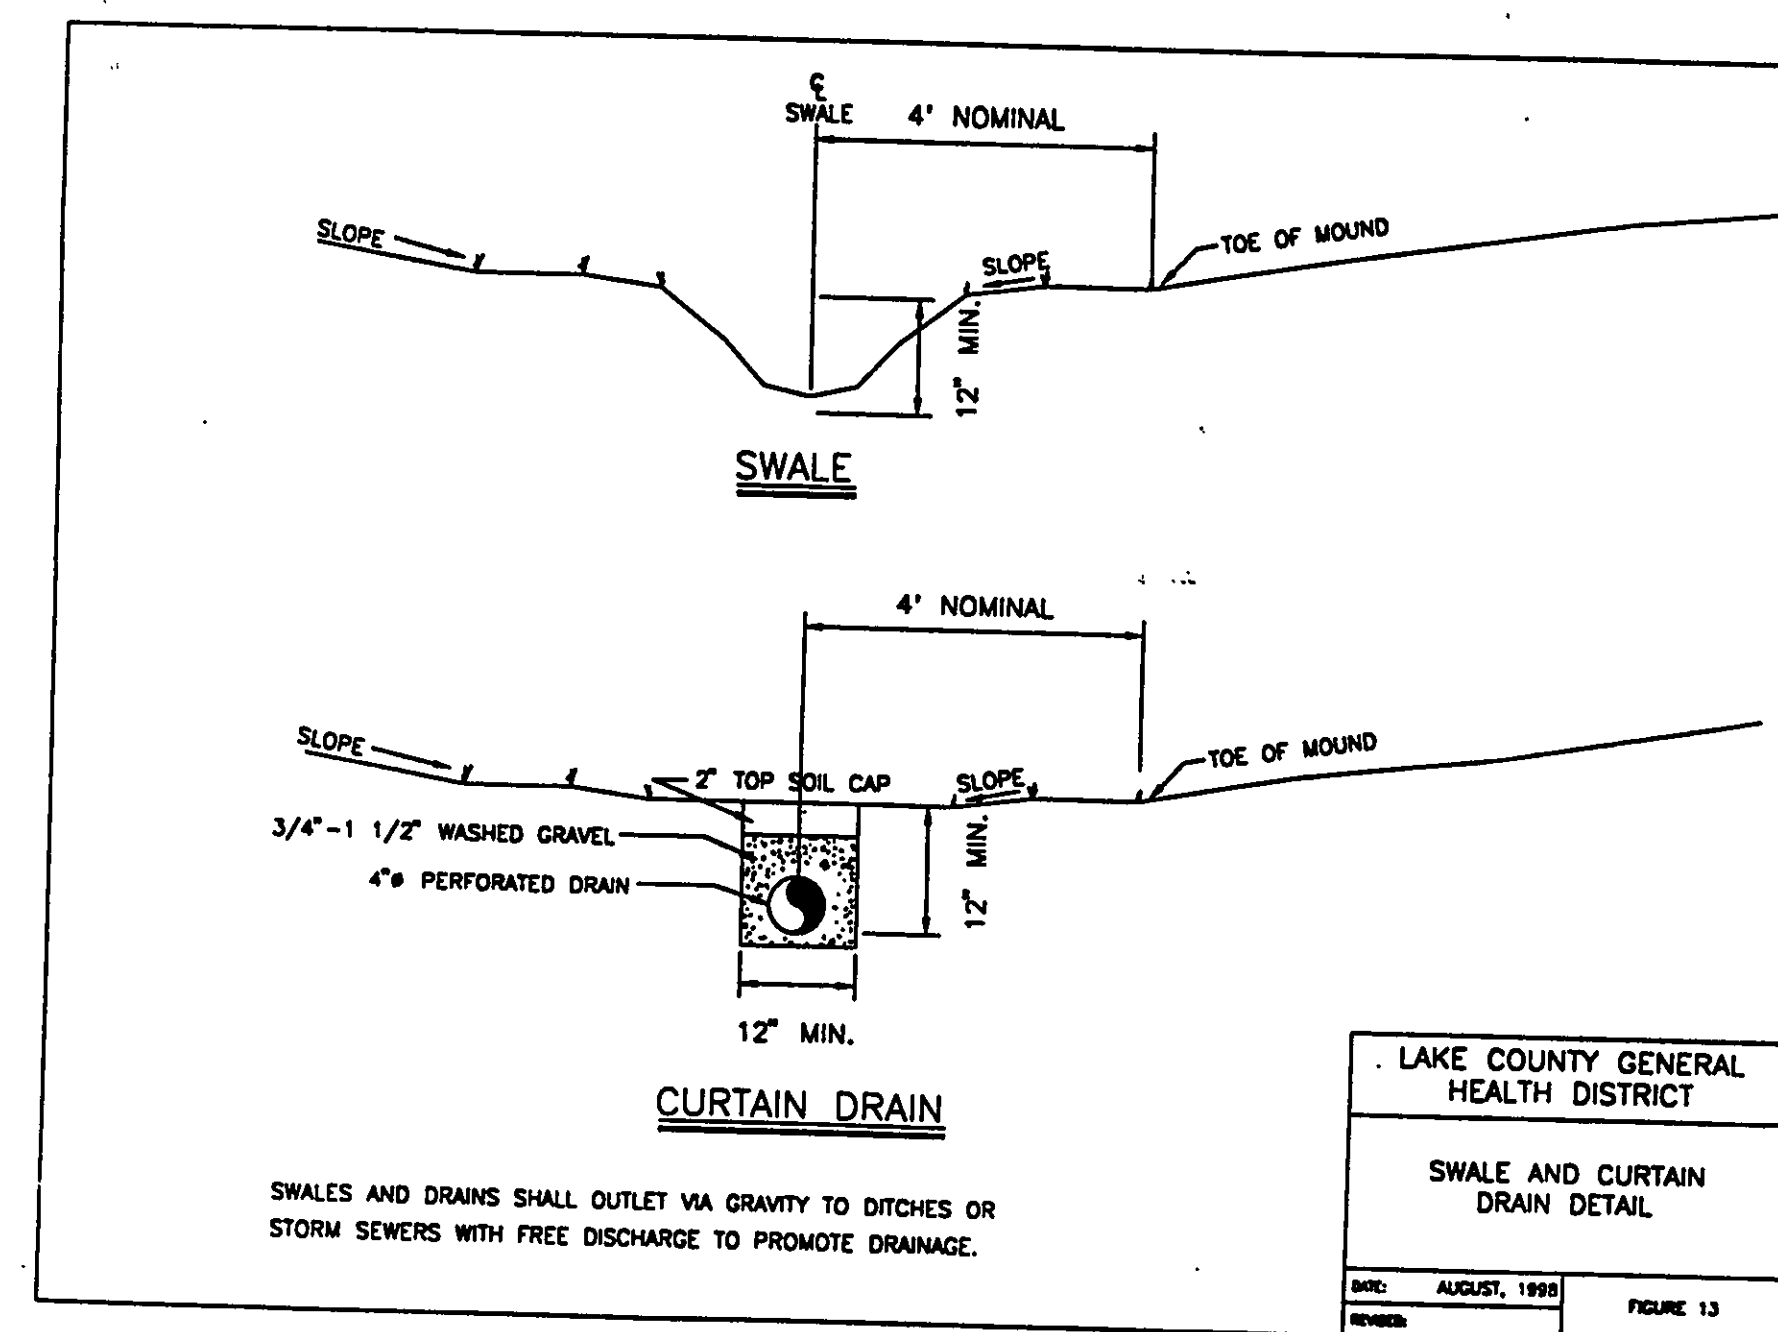 ℄
SWALE
4' NOMINAL
SLOPE
TOE OF MOUND
SLOPE
12" MIN.
SWALE
4' NOMINAL
SLOPE
TOE OF MOUND
2" TOP SOIL CAP
SLOPE
3/4"-1 1/2" WASHED GRAVEL
4"ø PERFORATED DRAIN
12" MIN.
12" MIN.
CURTAIN DRAIN
SWALES AND DRAINS SHALL OUTLET VIA GRAVITY TO DITCHES OR
STORM SEWERS WITH FREE DISCHARGE TO PROMOTE DRAINAGE.
LAKE COUNTY GENERAL
HEALTH DISTRICT
SWALE AND CURTAIN
DRAIN DETAIL
DATE: AUGUST, 1998
FIGURE 13
REVISED: